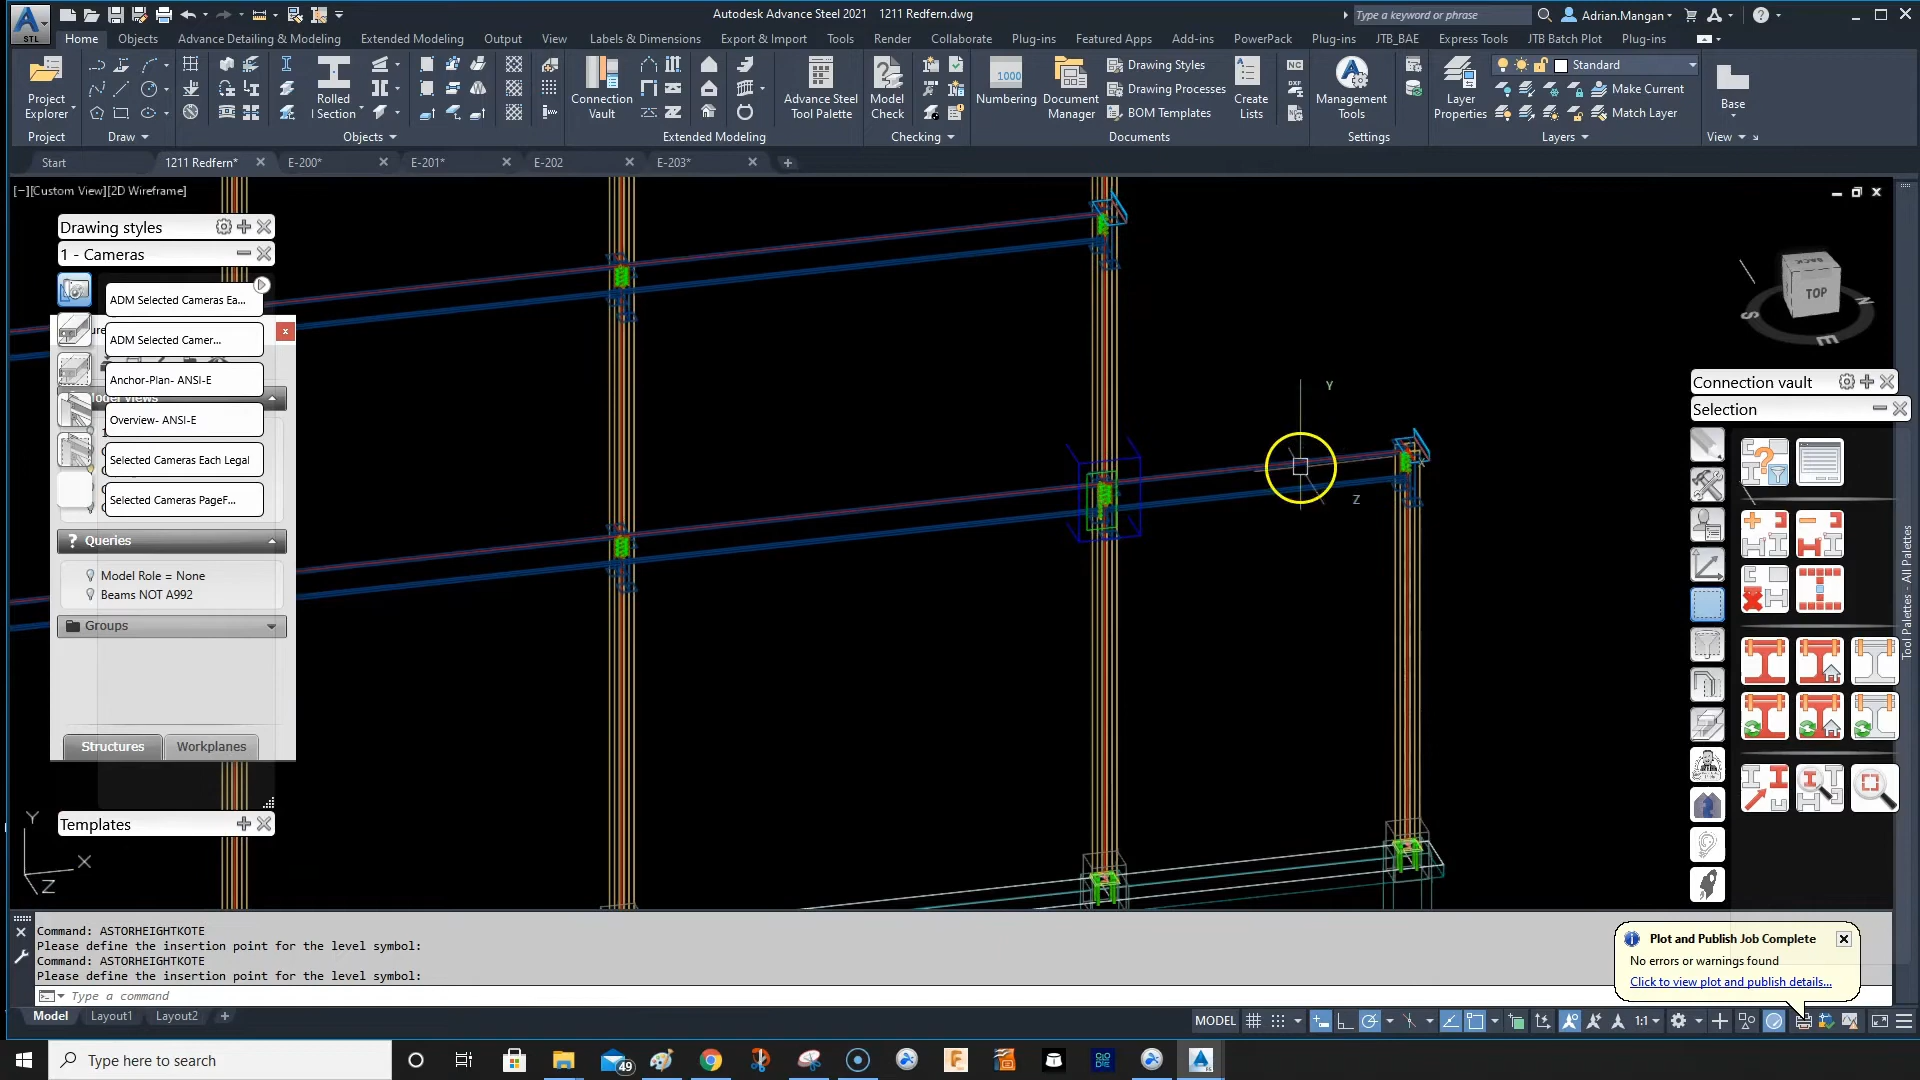 Autodesk Advance Steel 2021 1211 Redfern.dwg
Type a keyword or phrase
Adrian.Mangan
STL
Home Objects Advance Detailing & Modeling Extended Modeling Output View Labels & Dimensions Export & Import Tools Render Collaborate Plug-ins Featured Apps Add-ins PowerPack Plug-ins JTB_BAE Express Tools JTB Batch Plot Plug-ins
Project Explorer
Rolled I Section
Connection Vault
Advance Steel Tool Palette
Model Check
1000
Numbering
Document Manager
Drawing Styles
Drawing Processes
BOM Templates
Create Lists
NC
Management Tools
Layer Properties
Standard
Make Current
Match Layer
Base
Project Draw Objects Extended Modeling Checking Documents Settings Layers View
Start 1211 Redfern* E-200* E-201* E-202 E-203*
[−][Custom View][2D Wireframe]
Drawing styles
1 - Cameras
ADM Selected Cameras Ea...
ADM Selected Camer...
Anchor-Plan- ANSI-E
Overview- ANSI-E
Selected Cameras Each Legal
Selected Cameras PageF...
Queries
Model Role = None
Beams NOT A992
Groups
Structures Workplanes
Templates
Y
X
Z
Y
Z
BACK
TOP
S
N
E
Connection vault
Selection
Tool Palettes - All Palettes
Command: ASTORHEIGHTKOTE
Please define the insertion point for the level symbol:
Command: ASTORHEIGHTKOTE
Please define the insertion point for the level symbol:
Type a command
Plot and Publish Job Complete
No errors or warnings found
Click to view plot and publish details...
Model Layout1 Layout2
MODEL
1:1
Type here to search
49